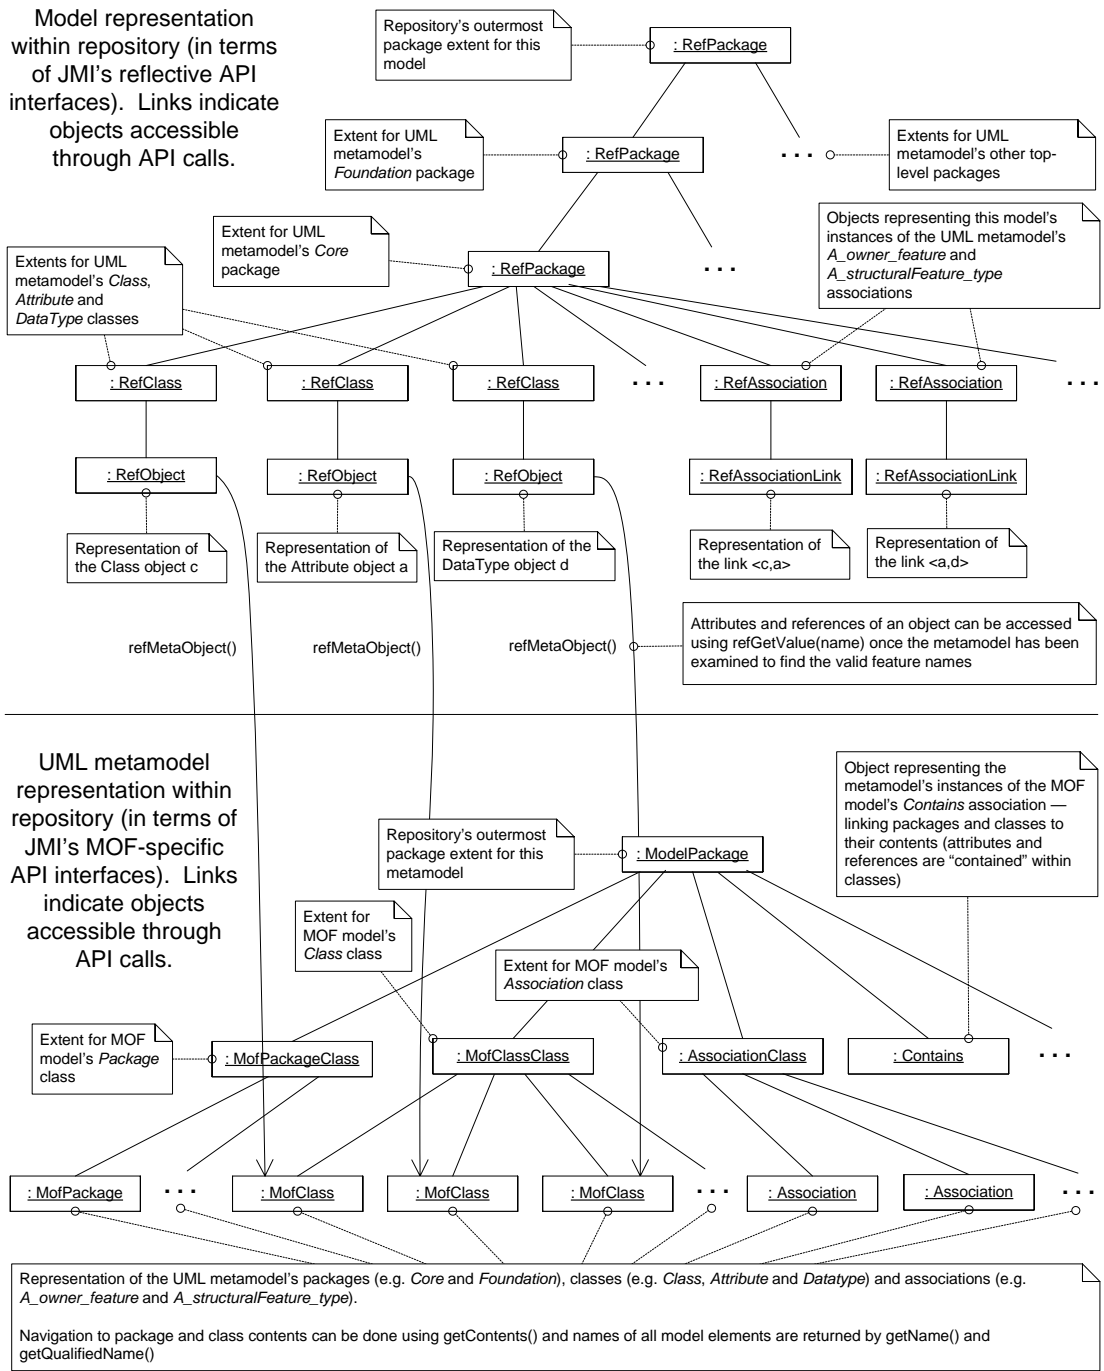 Model representation
within repository (in terms
of JMI's reflective API
interfaces). Links indicate
objects accessible
through API calls.
Repository's outermost
package extent for this
model
: RefPackage
Extent for UML
metamodel's
Foundation package
: RefPackage
. . .
Extents for UML
metamodel's other top-
level packages
Extent for UML
metamodel's Core
package
: RefPackage
. . .
Objects representing this model's
instances of the UML metamodel's
A_owner_feature and
A_structuralFeature_type
associations
Extents for UML
metamodel's Class,
Attribute and
DataType classes
: RefClass
: RefClass
: RefClass
. . .
: RefAssociation
: RefAssociation
. . .
: RefObject
: RefObject
: RefObject
: RefAssociationLink
: RefAssociationLink
Representation of
the Class object c
Representation of
the Attribute object a
Representation of the
DataType object d
Representation of
the link <c,a>
Representation of
the link <a,d>
refMetaObject()
refMetaObject()
refMetaObject()
Attributes and references of an object can be accessed
using refGetValue(name) once the metamodel has been
examined to find the valid feature names
UML metamodel
representation within
repository (in terms of
JMI's MOF-specific
API interfaces). Links
indicate objects
accessible through
API calls.
Repository's outermost
package extent for this
metamodel
: ModelPackage
Object representing the
metamodel's instances of the MOF
model's Contains association —
linking packages and classes to
their contents (attributes and
references are "contained" within
classes)
Extent for
MOF model's
Class class
Extent for MOF model's
Association class
Extent for MOF
model's Package
class
: MofPackageClass
: MofClassClass
: AssociationClass
: Contains
. . .
: MofPackage
. . .
: MofClass
: MofClass
: MofClass
. . .
: Association
: Association
. . .
Representation of the UML metamodel's packages (e.g. Core and Foundation), classes (e.g. Class, Attribute and Datatype) and associations (e.g.
A_owner_feature and A_structuralFeature_type).
Navigation to package and class contents can be done using getContents() and names of all model elements are returned by getName() and
getQualifiedName()